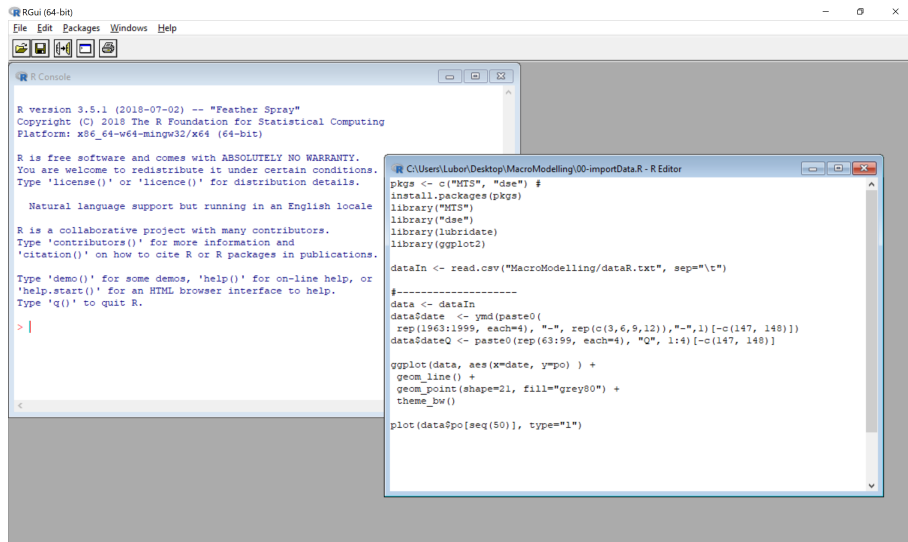 RGui (64-bit)
File Edit Packages Windows Help
R Console
R version 3.5.1 (2018-07-02) -- "Feather Spray"
Copyright (C) 2018 The R Foundation for Statistical Computing
Platform: x86_64-w64-mingw32/x64 (64-bit)
R is free software and comes with ABSOLUTELY NO WARRANTY.
You are welcome to redistribute it under certain conditions.
Type 'license()' or 'licence()' for distribution details.
Natural language support but running in an English locale
R is a collaborative project with many contributors.
Type 'contributors()' for more information and
'citation()' on how to cite R or R packages in publications.
Type 'demo()' for some demos, 'help()' for on-line help, or
'help.start()' for an HTML browser interface to help.
Type 'q()' to quit R.
>
C:\Users\Lubor\Desktop\MacroModelling\00-importData.R - R Editor
pkgs <- c("MTS", "dse") #
install.packages(pkgs)
library("MTS")
library("dse")
library(lubridate)
library(ggplot2)
dataIn <- read.csv("MacroModelling/dataR.txt", sep="\t")
#--------------------
data <- dataIn
data$date  <- ymd(paste0(
rep(1963:1999, each=4), "-", rep(c(3,6,9,12)),"-",1)[-c(147, 148)])
data$dateQ <- paste0(rep(63:99, each=4), "Q", 1:4)[-c(147, 148)]
ggplot(data, aes(x=date, y=po) ) +
geom_line() +
geom_point(shape=21, fill="grey80") +
theme_bw()
plot(data$po[seq(50)], type="l")